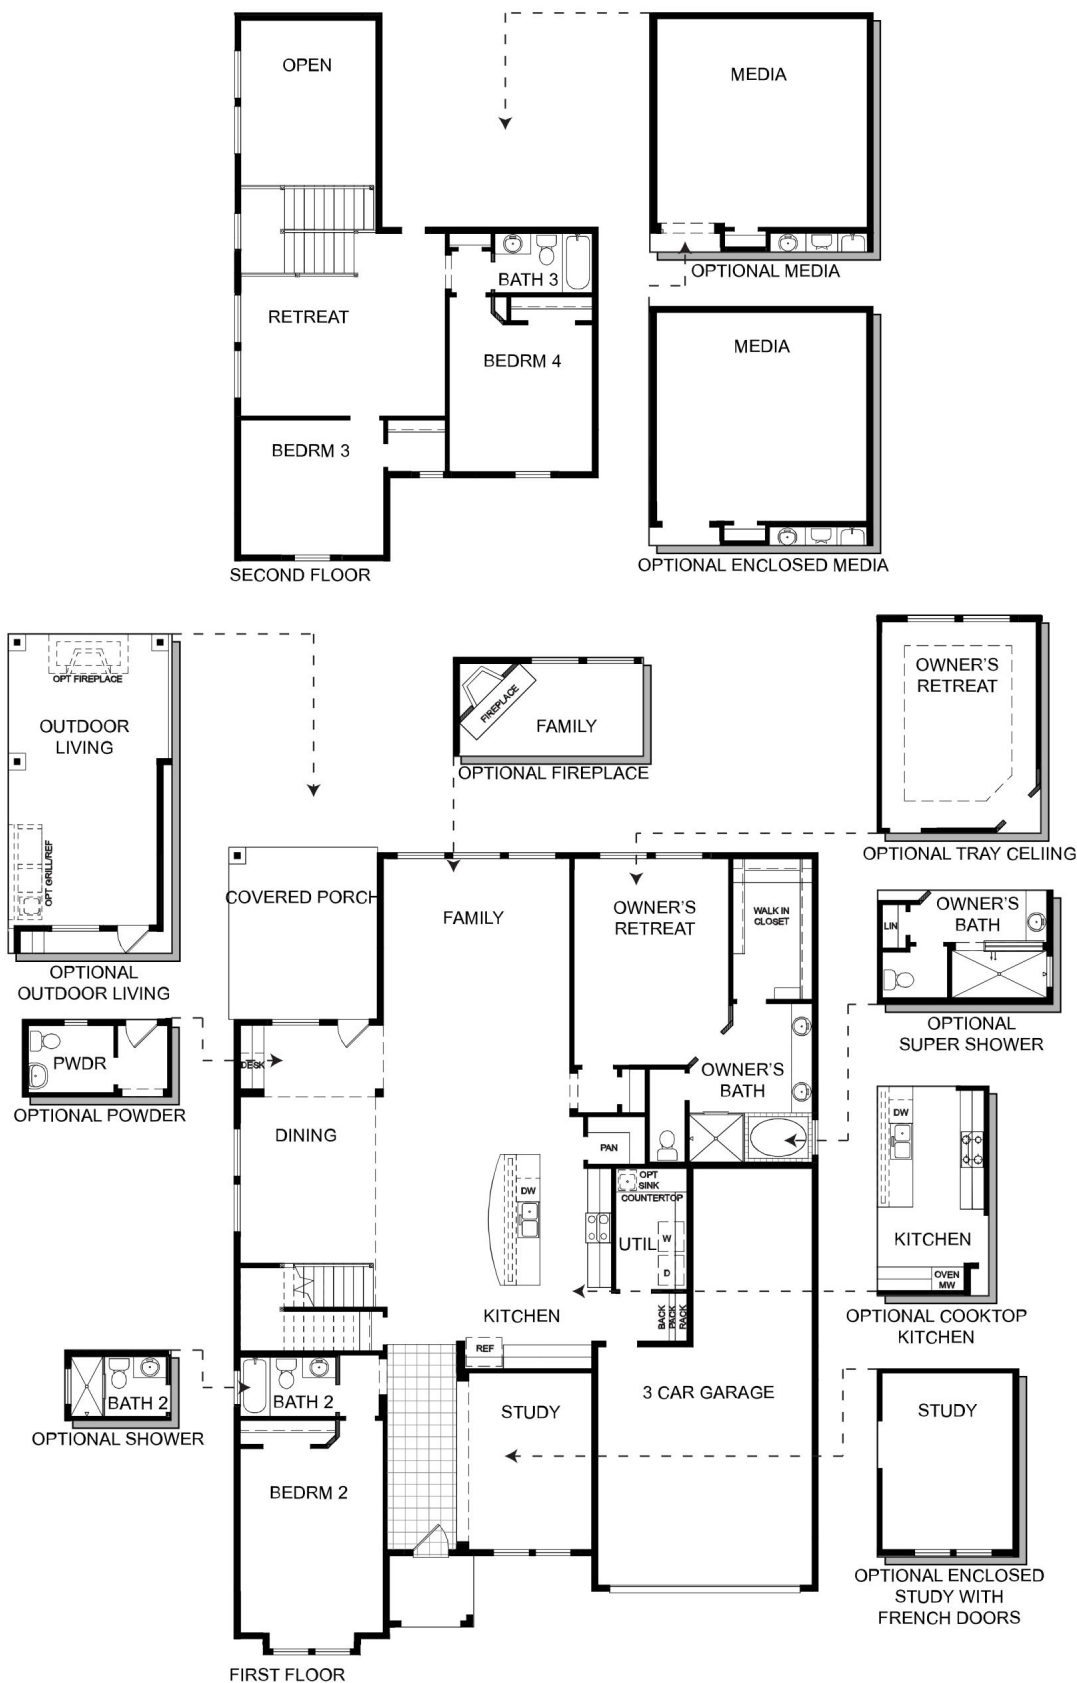 OPEN
MEDIA
BATH 3
OPTIONAL MEDIA
RETREAT
MEDIA
BEDRM 4
BEDRM 3
OPTIONAL ENCLOSED MEDIA
SECOND FLOOR
OPT FIREPLACE
OUTDOOR
LIVING
OPT GRILL/REF
OPTIONAL
OUTDOOR LIVING
FIREPLACE
FAMILY
OPTIONAL FIREPLACE
OWNER'S
RETREAT
OPTIONAL TRAY CELIING
COVERED PORCH
FAMILY
OWNER'S
RETREAT
WALK IN
CLOSET
LIN
OWNER'S
BATH
OPTIONAL
SUPER SHOWER
PWDR
OPTIONAL POWDER
DESK
OWNER'S
BATH
DINING
PAN
DW
OPT
SINK
COUNTERTOP
UTIL
W
D
DW
KITCHEN
OVEN
MW
OPTIONAL COOKTOP
KITCHEN
KITCHEN
BACK
PACK
RACK
REF
BATH 2
OPTIONAL SHOWER
BATH 2
STUDY
3 CAR GARAGE
STUDY
BEDRM 2
OPTIONAL ENCLOSED
STUDY WITH
FRENCH DOORS
FIRST FLOOR